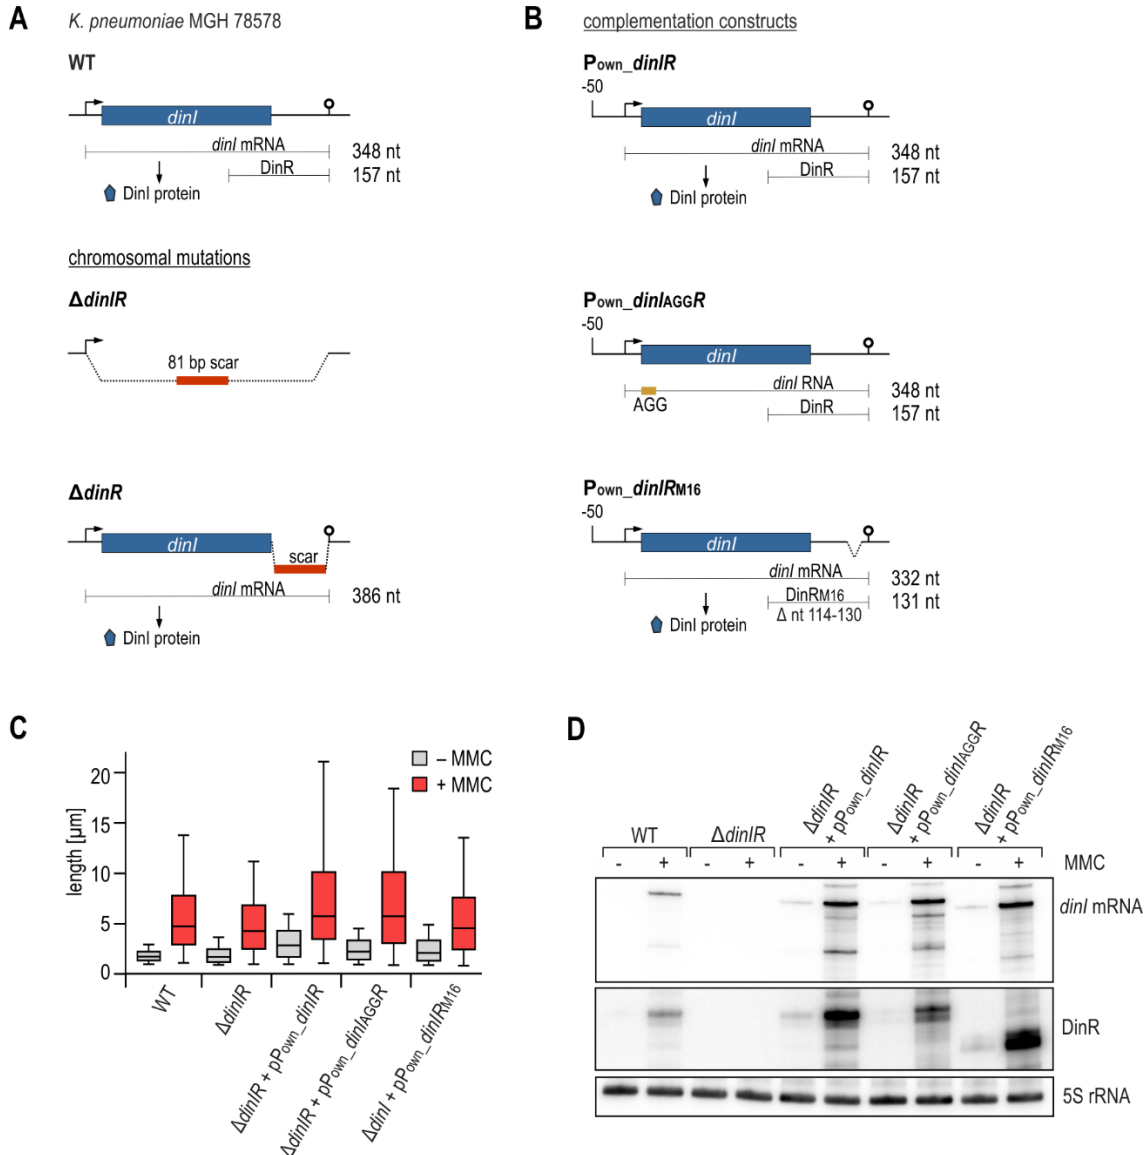 A
K. pneumoniae MGH 78578
WT
dinI
dinI mRNA
348 nt
DinR
157 nt
DinI protein
chromosomal mutations
ΔdinIR
81 bp scar
ΔdinR
dinI
scar
dinI mRNA
386 nt
DinI protein
B
complementation constructs
Pown_dinIR
-50
dinI
dinI mRNA
348 nt
DinR
157 nt
DinI protein
Pown_dinIAGGR
-50
dinI
dinI RNA
348 nt
AGG
DinR
157 nt
Pown_dinIRM16
-50
dinI
dinI mRNA
332 nt
DinRM16
131 nt
Δ nt 114-130
DinI protein
C
– MMC
+ MMC
length [µm]
20
15
10
5
0
WT
ΔdinIR
ΔdinIR + pPown_dinIR
ΔdinIR + pPown_dinIAGGR
ΔdinI + pPown_dinIRM16
D
WT
ΔdinIR
ΔdinIR
+ pPown_dinIR
ΔdinIR
+ pPown_dinIAGGR
ΔdinIR
+ pPown_dinIRM16
- + - + - + - + - + MMC
dinI mRNA
DinR
5S rRNA